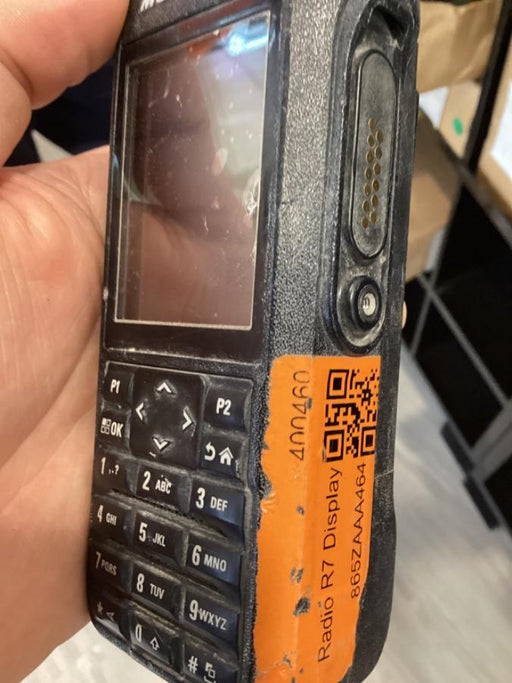 P1
P2
OK
1 .,?
2 ABC
3 DEF
4 GHI
5 JKL
6 MNO
7 PQRS
8 TUV
9 WXYZ
*
0
#
400460
Radio R7 Display
865ZAAA464